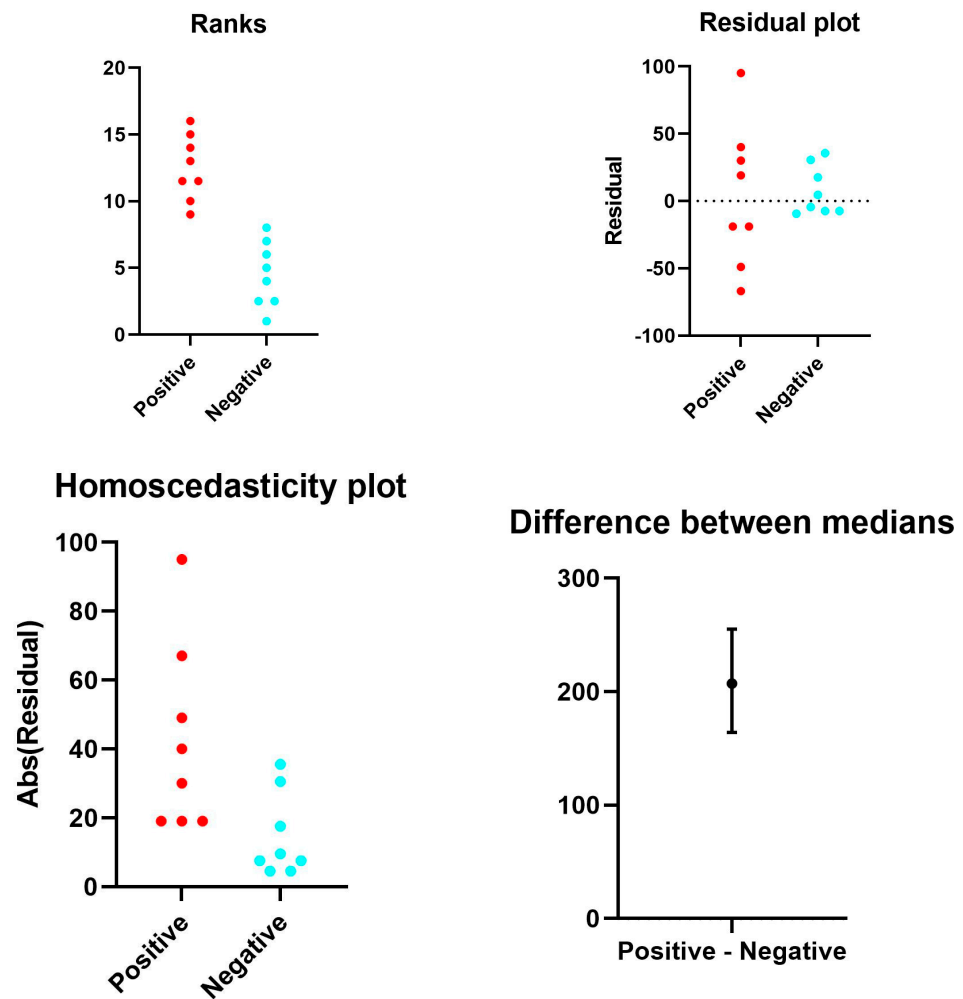 Ranks
20
15
10
5
0
Positive
Negative
Residual plot
Residual
100
50
0
-50
-100
Positive
Negative
Homoscedasticity plot
Abs(Residual)
100
80
60
40
20
0
Positive
Negative
Difference between medians
300
200
100
0
Positive - Negative